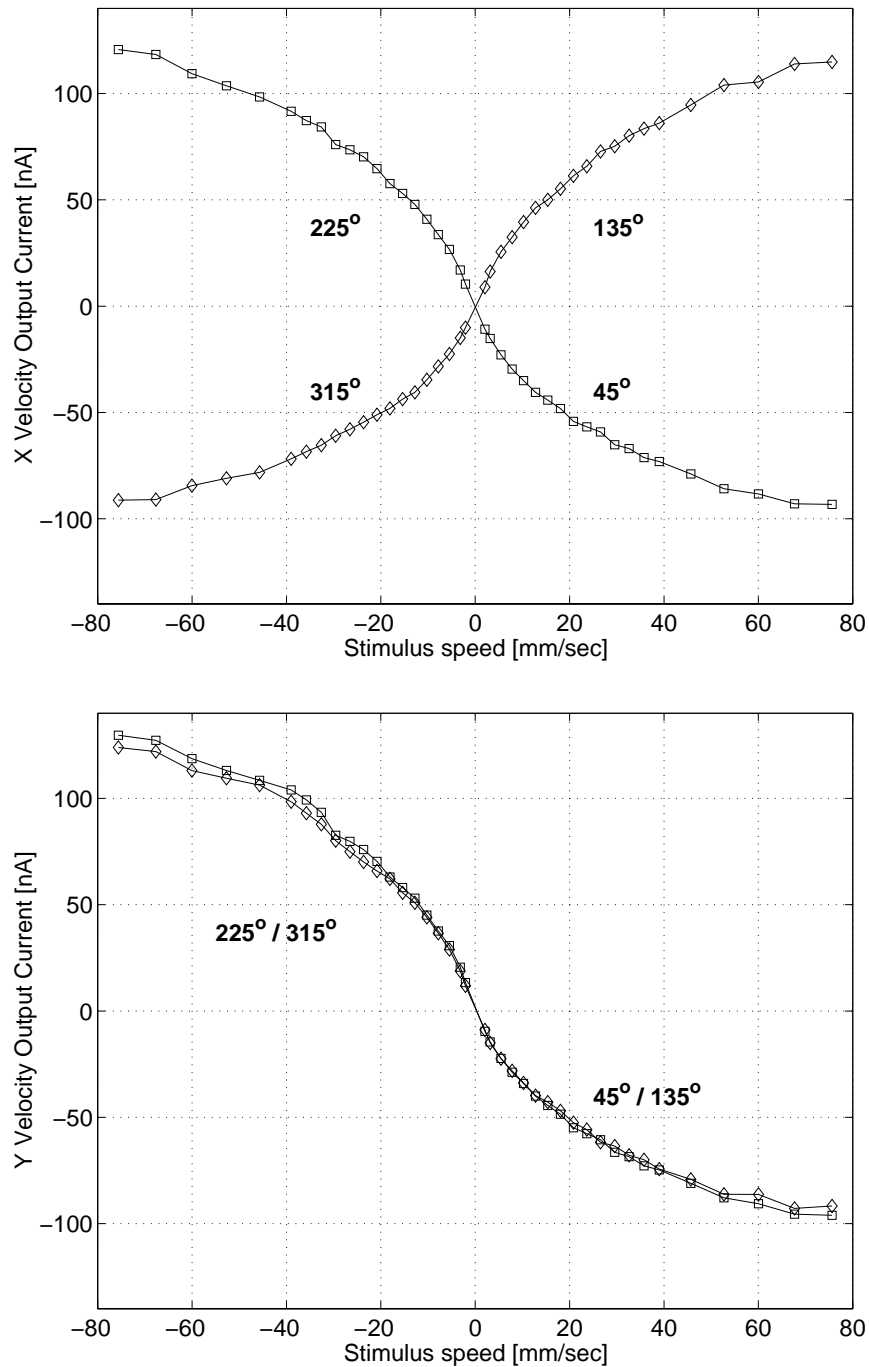 X Velocity Output Current [nA]
100
50
0
−50
−100
225°
135°
315°
45°
−80 −60 −40 −20 0 20 40 60 80
Stimulus speed [mm/sec]
Y Velocity Output Current [nA]
100
50
0
−50
−100
225° / 315°
45° / 135°
−80 −60 −40 −20 0 20 40 60 80
Stimulus speed [mm/sec]